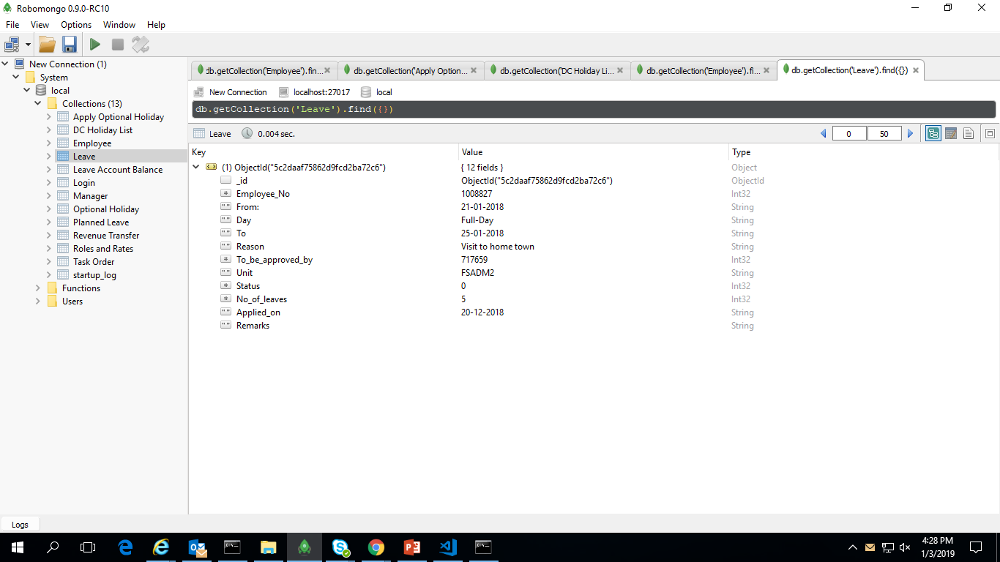 Robomongo 0.9.0-RC10
File View Options Window Help
New Connection (1)
System
local
Collections (13)
Apply Optional Holiday
DC Holiday List
Employee
Leave
Leave Account Balance
Login
Manager
Optional Holiday
Planned Leave
Revenue Transfer
Roles and Rates
Task Order
startup_log
Functions
Users
db.getCollection('Employee').fin... db.getCollection('Apply Option... db.getCollection('DC Holiday Li... db.getCollection('Employee').fi... db.getCollection('Leave').find({})
New Connection localhost:27017 local
db.getCollection('Leave').find({})
Leave 0.004 sec. 0 50
Key Value Type
(1) ObjectId("5c2daaf75862d9fcd2ba72c6") { 12 fields } Object
_id ObjectId("5c2daaf75862d9fcd2ba72c6") ObjectId
Employee_No 1008827 Int32
From: 21-01-2018 String
Day Full-Day String
To 25-01-2018 String
Reason Visit to home town String
To_be_approved_by 717659 Int32
Unit FSADM2 String
Status 0 Int32
No_of_leaves 5 Int32
Applied_on 20-12-2018 String
Remarks String
Logs
4:28 PM
1/3/2019